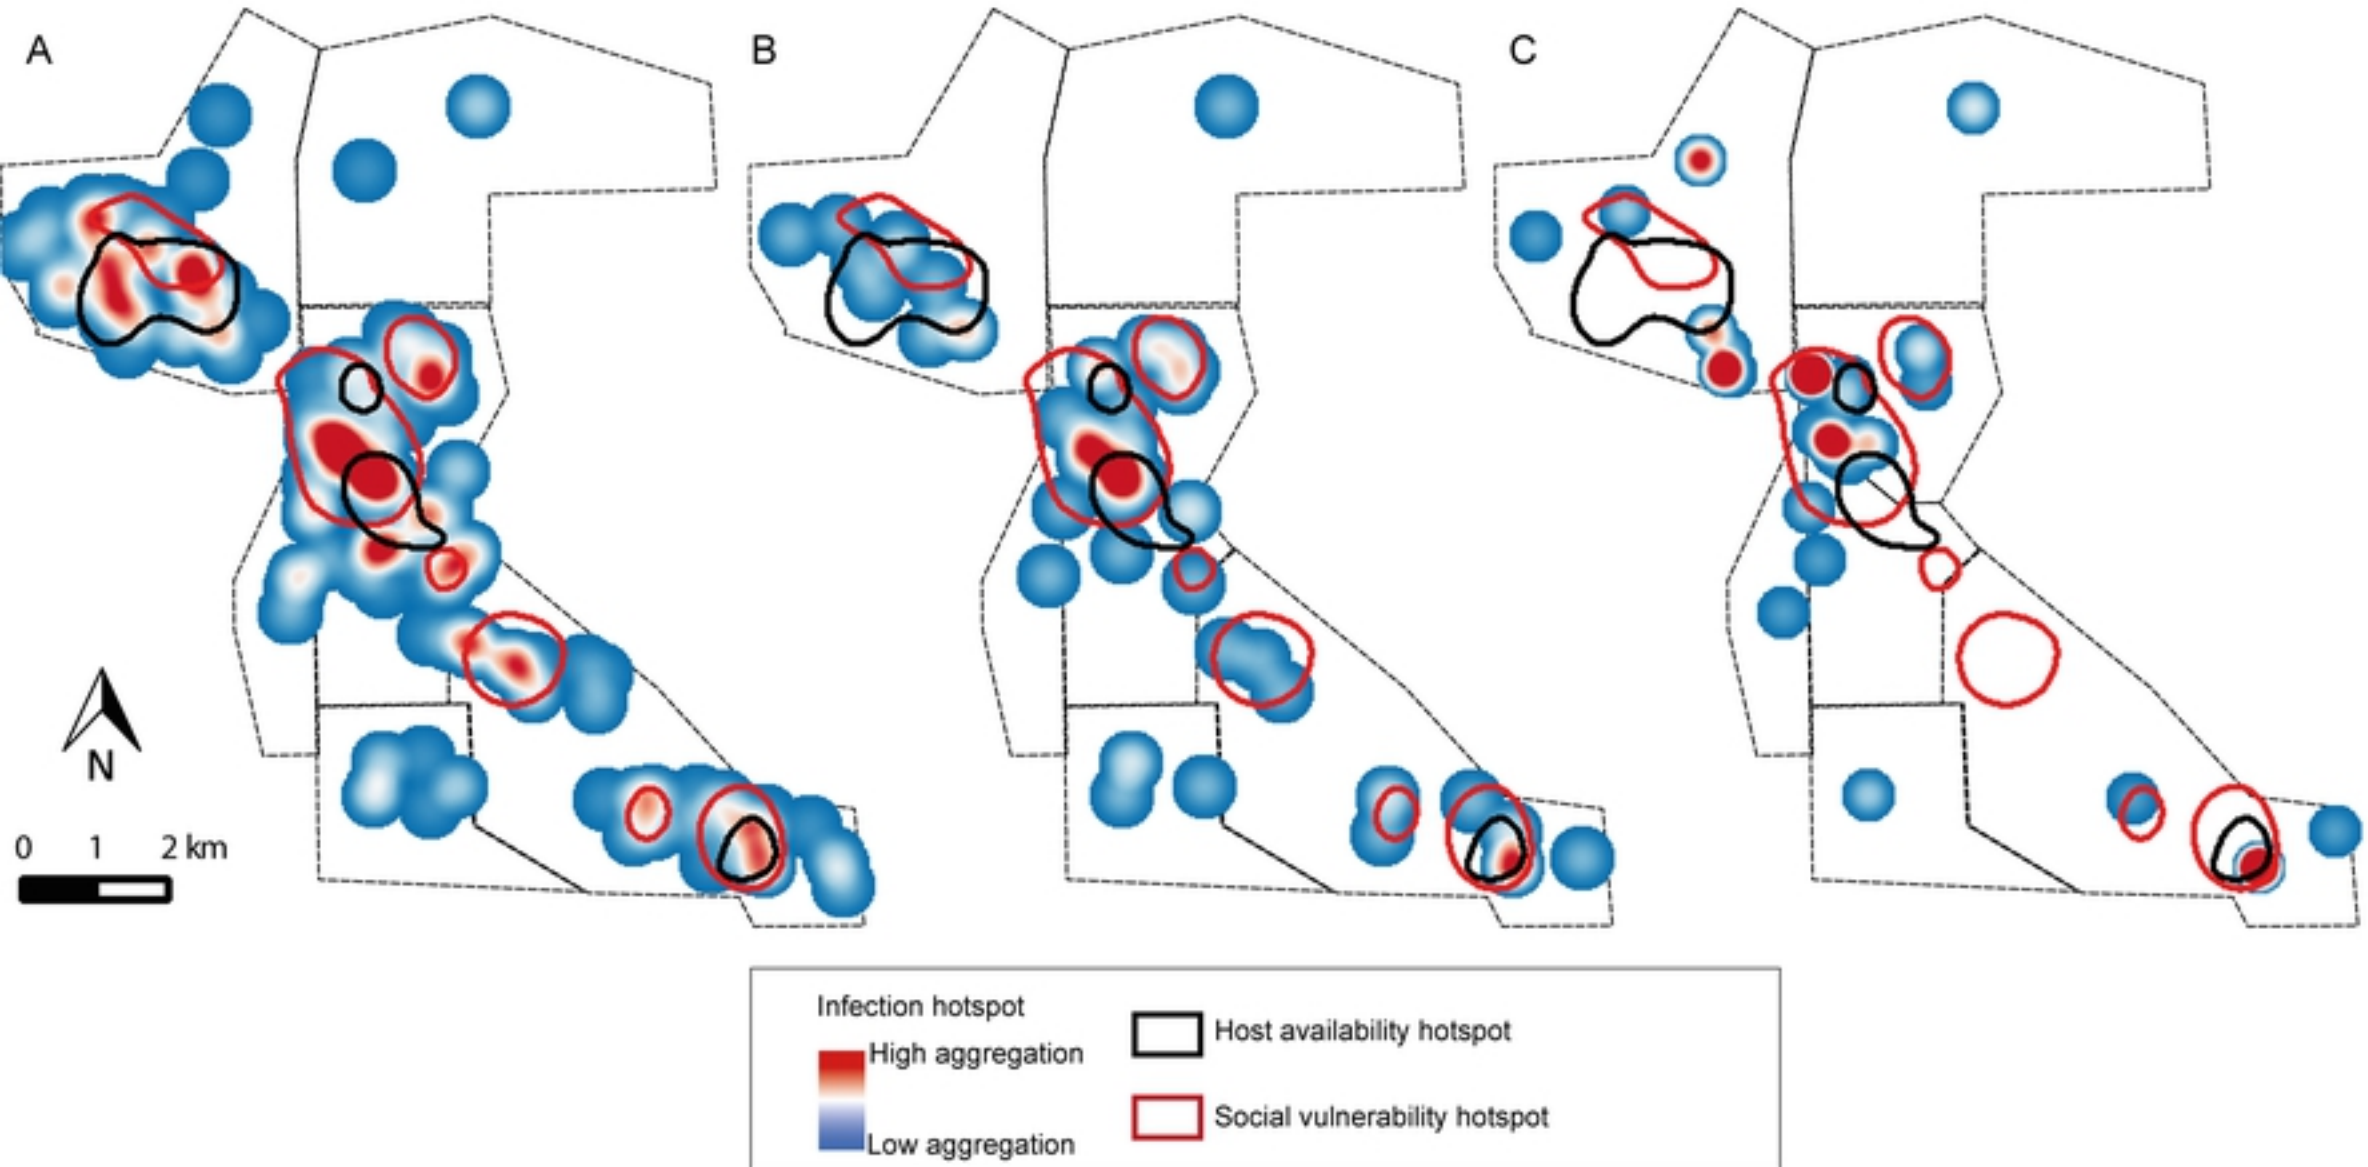 A
B
C
N
0 1 2 km
Infection hotspot
High aggregation
Low aggregation
Host availability hotspot
Social vulnerability hotspot